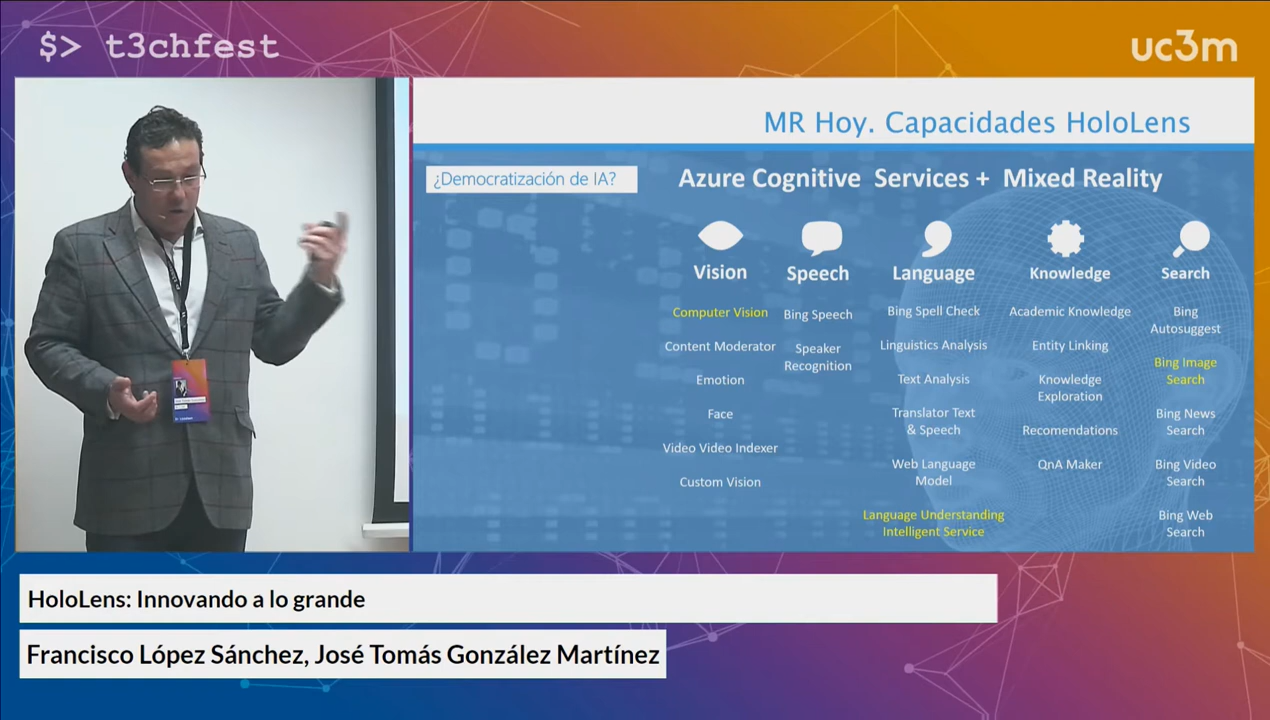 $> t3chfest
uc3m
MR Hoy. Capacidades HoloLens
¿Democratización de IA?
Azure Cognitive Services + Mixed Reality
Vision
Computer Vision
Content Moderator
Emotion
Face
Video Video Indexer
Custom Vision
Speech
Bing Speech
Speaker
Recognition
Language
Bing Spell Check
Linguistics Analysis
Text Analysis
Translator Text
& Speech
Web Language
Model
Language Understanding
Intelligent Service
Knowledge
Academic Knowledge
Entity Linking
Knowledge
Exploration
Recomendations
QnA Maker
Search
Bing
Autosuggest
Bing Image
Search
Bing News
Search
Bing Video
Search
Bing Web
Search
HoloLens: Innovando a lo grande
Francisco López Sánchez, José Tomás González Martínez